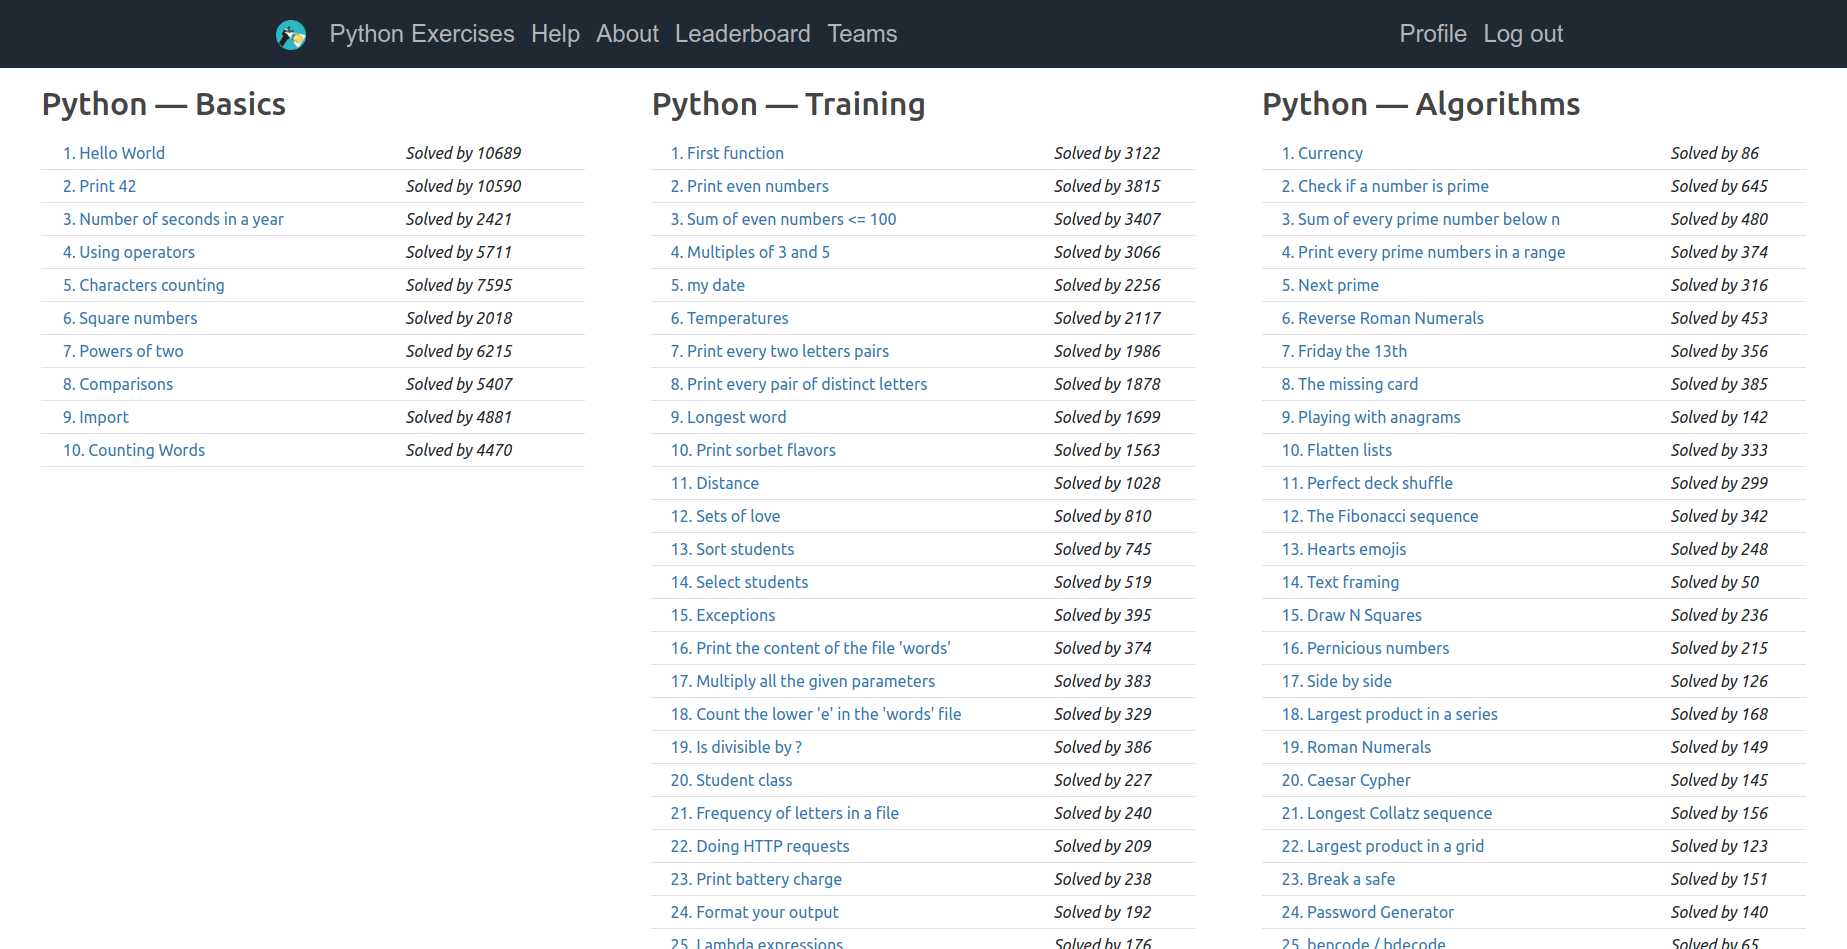 Python Exercises Help About Leaderboard Teams Profile Log out
Python — Basics
1. Hello World Solved by 10689
2. Print 42 Solved by 10590
3. Number of seconds in a year Solved by 2421
4. Using operators Solved by 5711
5. Characters counting Solved by 7595
6. Square numbers Solved by 2018
7. Powers of two Solved by 6215
8. Comparisons Solved by 5407
9. Import Solved by 4881
10. Counting Words Solved by 4470
Python — Training
1. First function Solved by 3122
2. Print even numbers Solved by 3815
3. Sum of even numbers <= 100 Solved by 3407
4. Multiples of 3 and 5 Solved by 3066
5. my date Solved by 2256
6. Temperatures Solved by 2117
7. Print every two letters pairs Solved by 1986
8. Print every pair of distinct letters Solved by 1878
9. Longest word Solved by 1699
10. Print sorbet flavors Solved by 1563
11. Distance Solved by 1028
12. Sets of love Solved by 810
13. Sort students Solved by 745
14. Select students Solved by 519
15. Exceptions Solved by 395
16. Print the content of the file 'words' Solved by 374
17. Multiply all the given parameters Solved by 383
18. Count the lower 'e' in the 'words' file Solved by 329
19. Is divisible by ? Solved by 386
20. Student class Solved by 227
21. Frequency of letters in a file Solved by 240
22. Doing HTTP requests Solved by 209
23. Print battery charge Solved by 238
24. Format your output Solved by 192
25. Lambda expressions Solved by 176
Python — Algorithms
1. Currency Solved by 86
2. Check if a number is prime Solved by 645
3. Sum of every prime number below n Solved by 480
4. Print every prime numbers in a range Solved by 374
5. Next prime Solved by 316
6. Reverse Roman Numerals Solved by 453
7. Friday the 13th Solved by 356
8. The missing card Solved by 385
9. Playing with anagrams Solved by 142
10. Flatten lists Solved by 333
11. Perfect deck shuffle Solved by 299
12. The Fibonacci sequence Solved by 342
13. Hearts emojis Solved by 248
14. Text framing Solved by 50
15. Draw N Squares Solved by 236
16. Pernicious numbers Solved by 215
17. Side by side Solved by 126
18. Largest product in a series Solved by 168
19. Roman Numerals Solved by 149
20. Caesar Cypher Solved by 145
21. Longest Collatz sequence Solved by 156
22. Largest product in a grid Solved by 123
23. Break a safe Solved by 151
24. Password Generator Solved by 140
25. bencode / bdecode Solved by 65